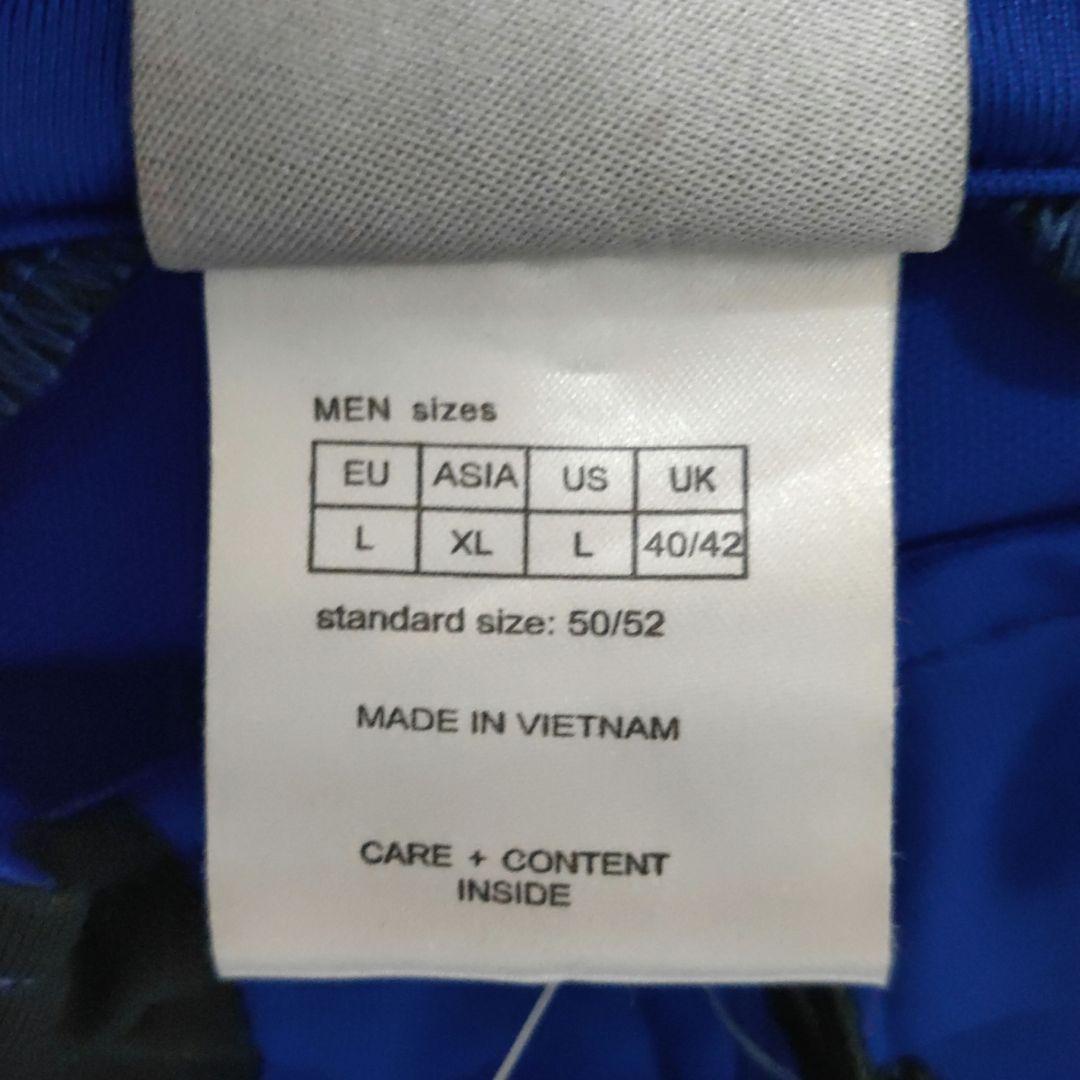 MEN sizes
EU ASIA US UK
L XL L 40/42
standard size: 50/52
MADE IN VIETNAM
CARE + CONTENT
INSIDE